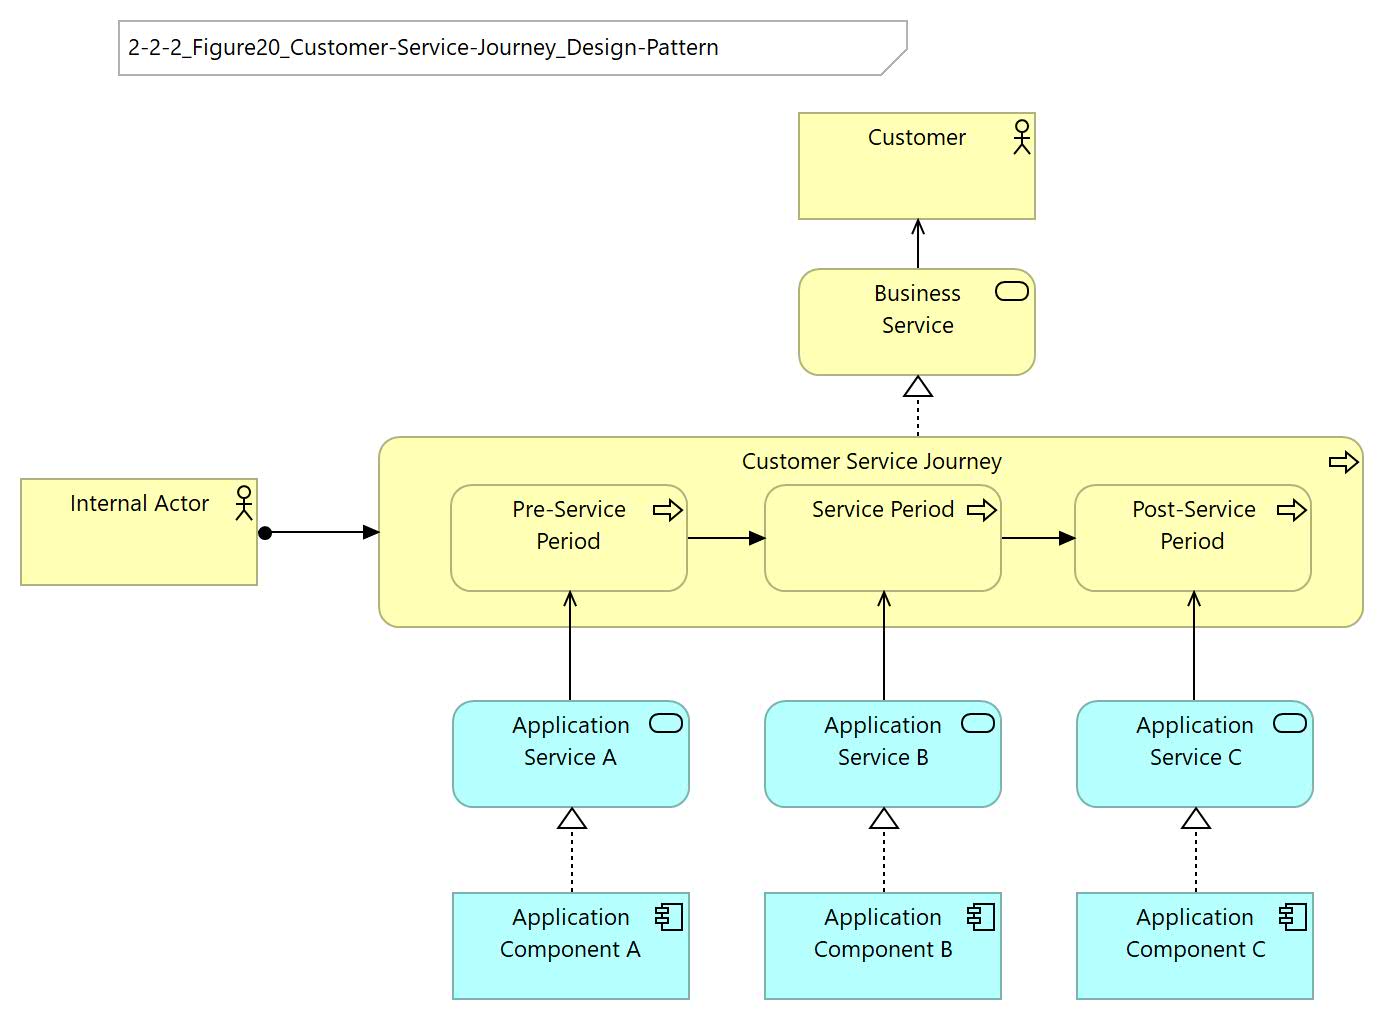 2-2-2_Figure20_Customer-Service-Journey_Design-Pattern
Customer
Business
Service
Customer Service Journey
Internal Actor
Pre-Service
Period
Service Period
Post-Service
Period
Application
Service A
Application
Service B
Application
Service C
Application
Component A
Application
Component B
Application
Component C